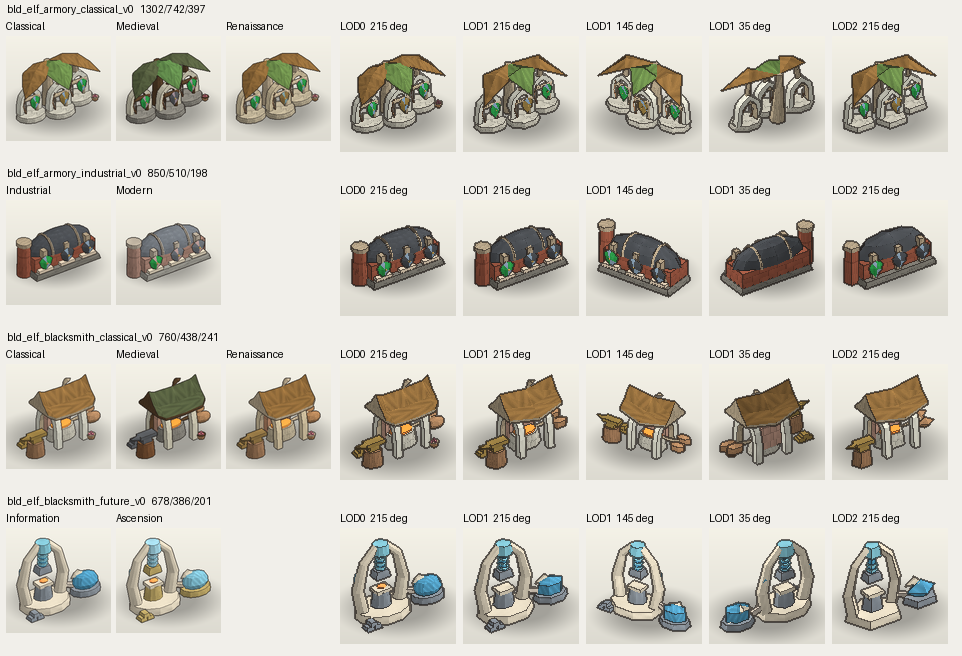 bld_elf_armory_classical_v0 1302/742/397
Classical Medieval Renaissance LOD0 215 deg LOD1 215 deg LOD1 145 deg LOD1 35 deg LOD2 215 deg
bld_elf_armory_industrial_v0 850/510/198
Industrial Modern LOD0 215 deg LOD1 215 deg LOD1 145 deg LOD1 35 deg LOD2 215 deg
bld_elf_blacksmith_classical_v0 760/438/241
Classical Medieval Renaissance LOD0 215 deg LOD1 215 deg LOD1 145 deg LOD1 35 deg LOD2 215 deg
bld_elf_blacksmith_future_v0 678/386/201
Information Ascension LOD0 215 deg LOD1 215 deg LOD1 145 deg LOD1 35 deg LOD2 215 deg